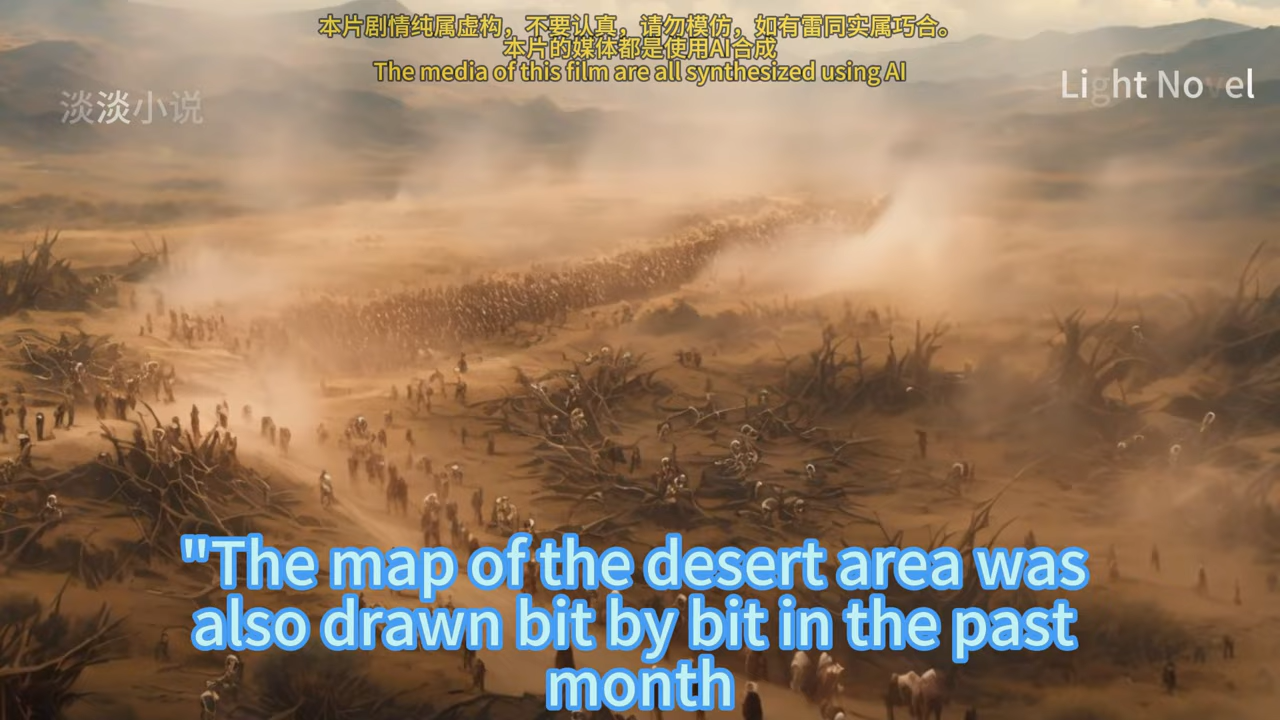 本片剧情纯属虚构，不要认真，请勿模仿，如有雷同实属巧合。
本片的媒体都是使用AI合成
The media of this film are all synthesized using AI
Light Novel
淡淡小说
"The map of the desert area was
also drawn bit by bit in the past
month